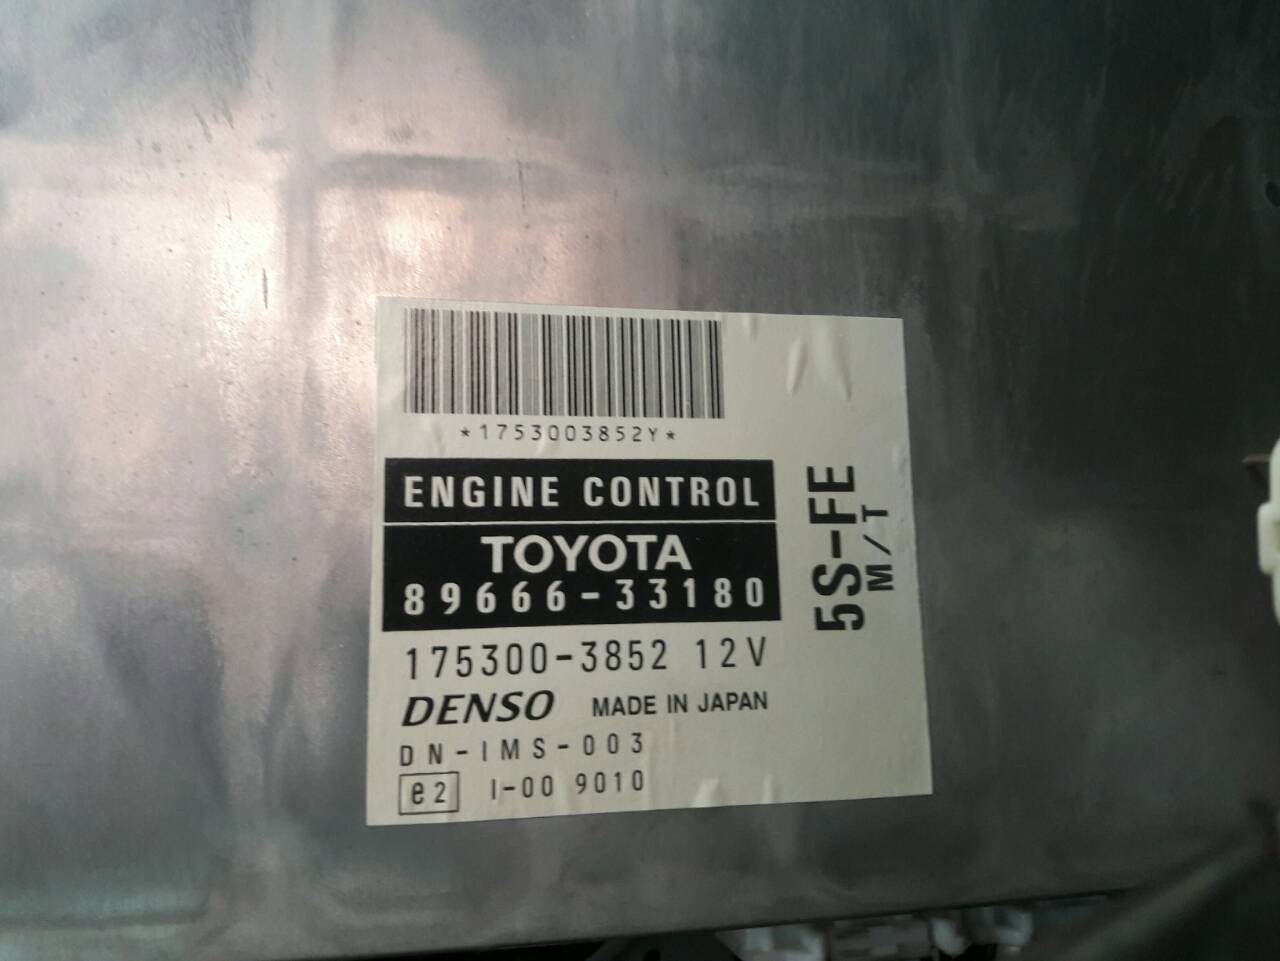 *1753003852Y*
ENGINE CONTROL
TOYOTA
89666-33180
175300-3852 12V
DENSO MADE IN JAPAN
DN-IMS-003
e2 I-00 9010
5S-FE
M/T